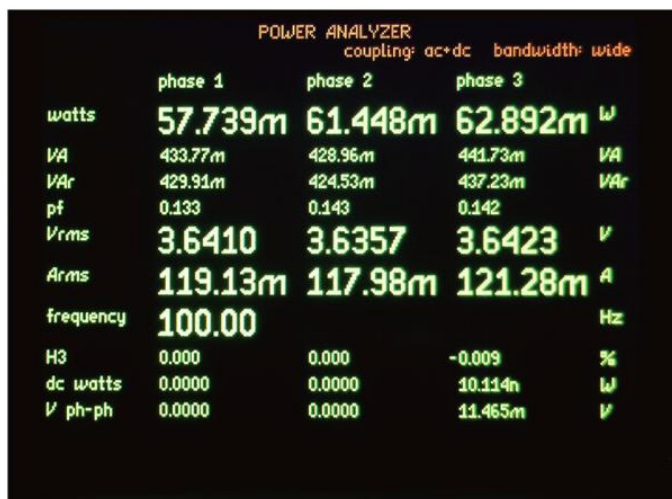 POWER ANALYZER
coupling: ac+dc bandwidth: wide
phase 1 phase 2 phase 3
watts 57.739m 61.448m 62.892m W
VA 433.77m 428.96m 441.73m VA
VAr 429.91m 424.53m 437.23m VAr
pf 0.133 0.143 0.142
Vrms 3.6410 3.6357 3.6423 V
Arms 119.13m 117.98m 121.28m A
frequency 100.00 Hz
H3 0.000 0.000 -0.009 %
dc watts 0.0000 0.0000 10.114n W
V ph-ph 0.0000 0.0000 11.465m V